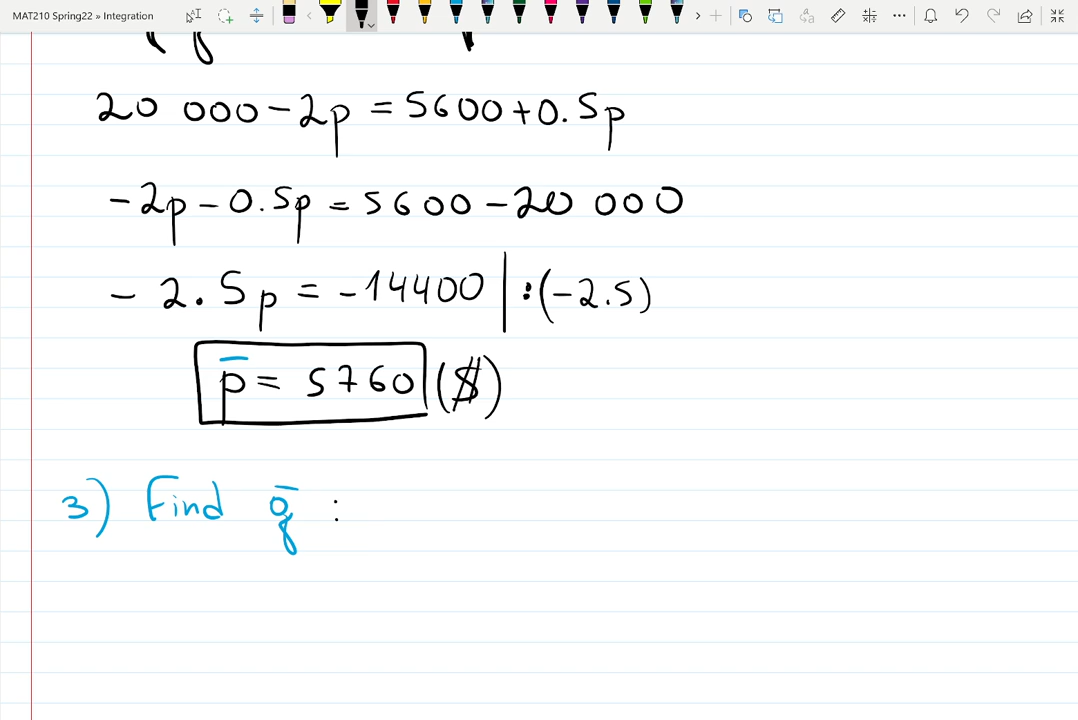 MAT210 Spring22 » Integration
20 000 - 2p = 5600 + 0.5p
-2p - 0.5p = 5600 - 20 000
- 2.5p = -14400 | :(-2.5)
p̅ = 5760 ($)
3) Find q̅ :